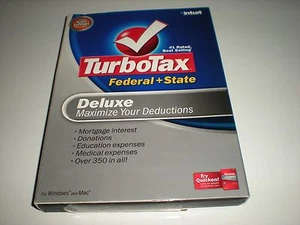 intuit
#1 Rated,
Best Selling
TurboTax
Federal + State
Deluxe
Maximize Your Deductions
• Mortgage interest
• Donations
• Education expenses
• Medical expenses
• Over 350 in all!
Try
Quicken!
For Windows® and Mac®